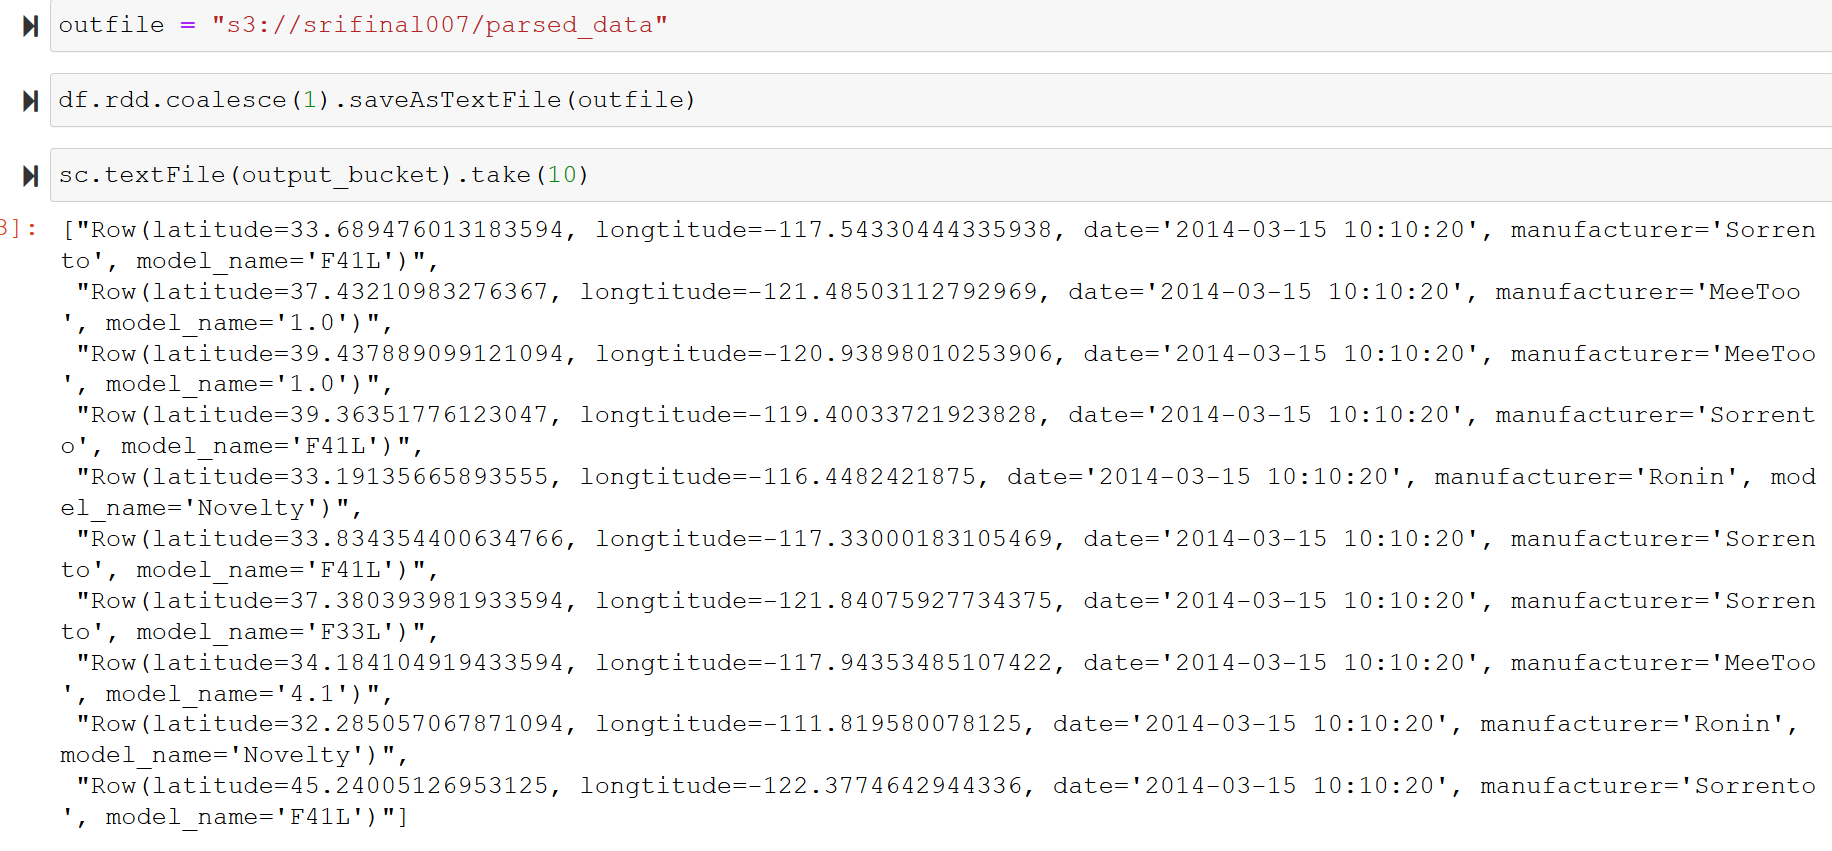 outfile = "s3://srifinal007/parsed_data"
df.rdd.coalesce(1).saveAsTextFile(outfile)
sc.textFile(output_bucket).take(10)
3]: ["Row(latitude=33.689476013183594, longtitude=-117.54330444335938, date='2014-03-15 10:10:20', manufacturer='Sorren
to', model_name='F41L')",
"Row(latitude=37.43210983276367, longtitude=-121.48503112792969, date='2014-03-15 10:10:20', manufacturer='MeeToo
', model_name='1.0')",
"Row(latitude=39.437889099121094, longtitude=-120.93898010253906, date='2014-03-15 10:10:20', manufacturer='MeeToo
', model_name='1.0')",
"Row(latitude=39.36351776123047, longtitude=-119.40033721923828, date='2014-03-15 10:10:20', manufacturer='Sorrent
o', model_name='F41L')",
"Row(latitude=33.19135665893555, longtitude=-116.4482421875, date='2014-03-15 10:10:20', manufacturer='Ronin', mod
el_name='Novelty')",
"Row(latitude=33.834354400634766, longtitude=-117.33000183105469, date='2014-03-15 10:10:20', manufacturer='Sorren
to', model_name='F41L')",
"Row(latitude=37.380393981933594, longtitude=-121.84075927734375, date='2014-03-15 10:10:20', manufacturer='Sorren
to', model_name='F33L')",
"Row(latitude=34.184104919433594, longtitude=-117.94353485107422, date='2014-03-15 10:10:20', manufacturer='MeeToo
', model_name='4.1')",
"Row(latitude=32.285057067871094, longtitude=-111.819580078125, date='2014-03-15 10:10:20', manufacturer='Ronin',
model_name='Novelty')",
"Row(latitude=45.24005126953125, longtitude=-122.3774642944336, date='2014-03-15 10:10:20', manufacturer='Sorrento
', model_name='F41L')"]